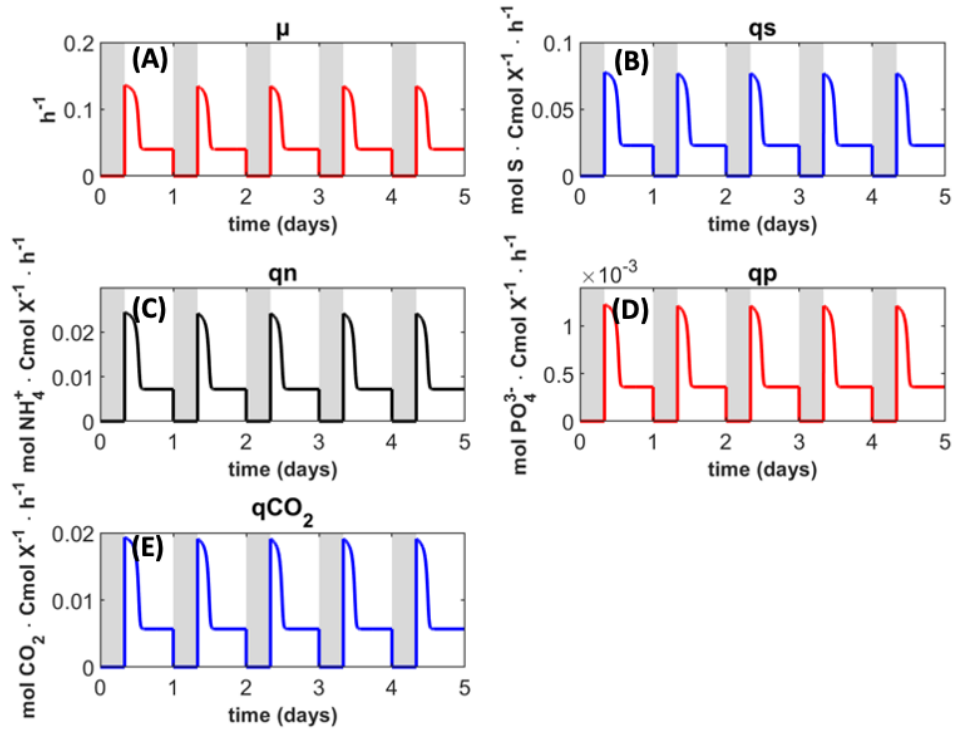 μ
(A)
h⁻¹
0.2
0.1
0
0 1 2 3 4 5
time (days)
qs
(B)
mol S · Cmol X⁻¹ · h⁻¹
0.1
0.05
0
0 1 2 3 4 5
time (days)
qn
(C)
mol NH₄⁺ · Cmol X⁻¹ · h⁻¹
0.02
0.01
0
0 1 2 3 4 5
time (days)
qp
×10⁻³
(D)
mol PO₄³⁻ · Cmol X⁻¹ · h⁻¹
1
0.5
0
0 1 2 3 4 5
time (days)
qCO₂
(E)
mol CO₂ · Cmol X⁻¹ · h⁻¹
0.02
0.01
0
0 1 2 3 4 5
time (days)